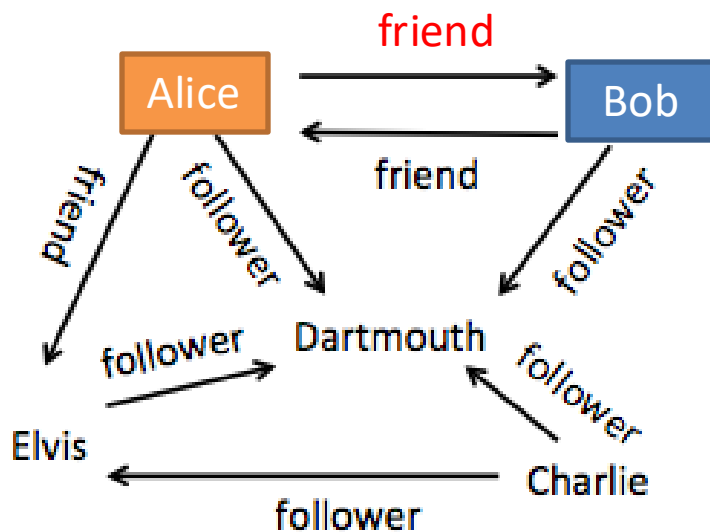 friend
Alice
Bob
friend
friend
follower
follower
follower
Dartmouth
follower
Elvis
Charlie
follower